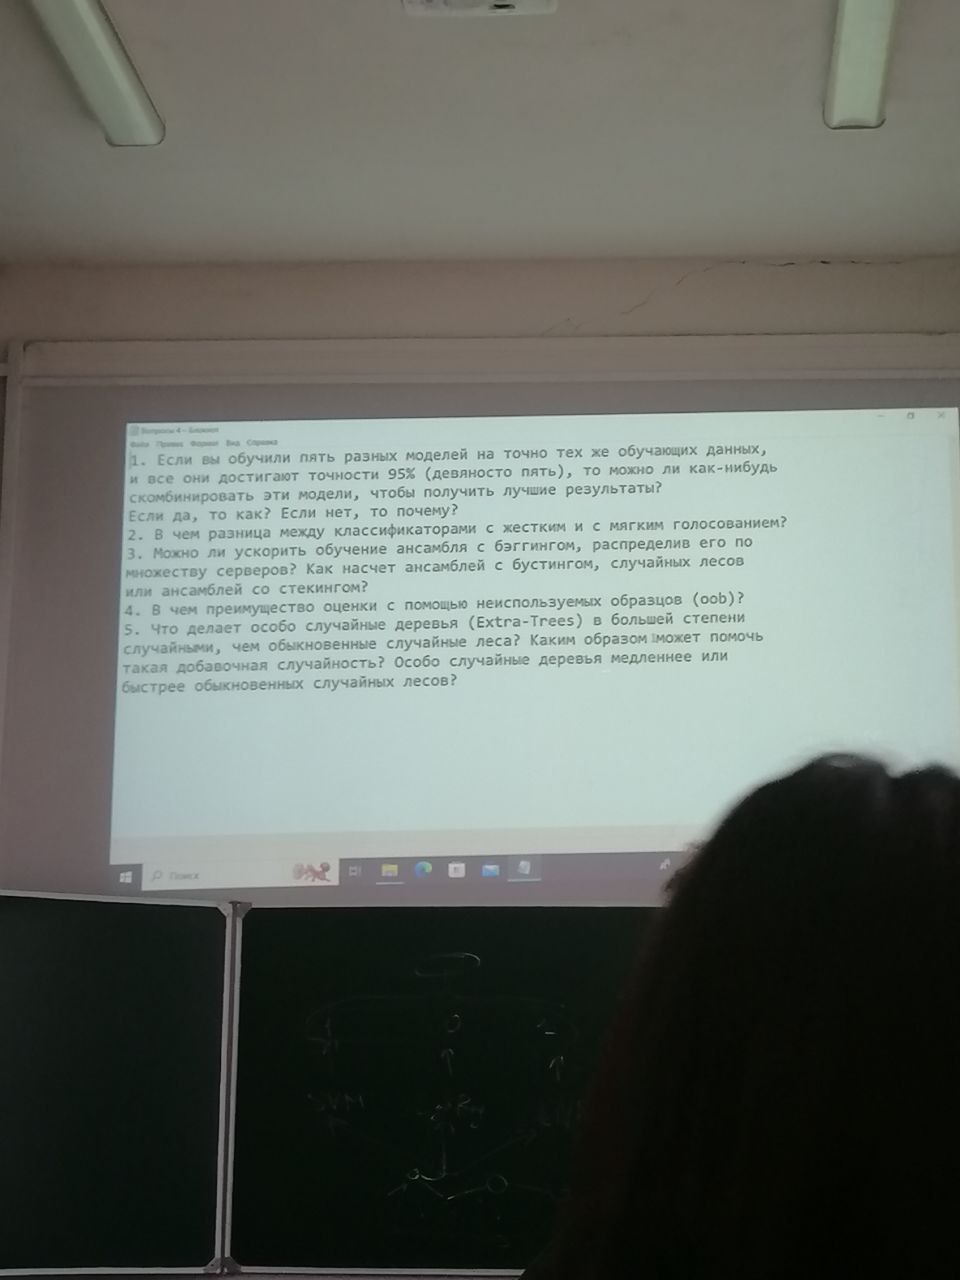 Вопросы 4 – Блокнот
Файл Правка Формат Вид Справка
1. Если вы обучили пять разных моделей на точно тех же обучающих данных,
и все они достигают точности 95% (девяносто пять), то можно ли как-нибудь
скомбинировать эти модели, чтобы получить лучшие результаты?
Если да, то как? Если нет, то почему?
2. В чем разница между классификаторами с жестким и с мягким голосованием?
3. Можно ли ускорить обучение ансамбля с бэггингом, распределив его по
множеству серверов? Как насчет ансамблей с бустингом, случайных лесов
или ансамблей со стекингом?
4. В чем преимущество оценки с помощью неиспользуемых образцов (oob)?
5. Что делает особо случайные деревья (Extra-Trees) в большей степени
случайными, чем обыкновенные случайные леса? Каким образом может помочь
такая добавочная случайность? Особо случайные деревья медленнее или
быстрее обыкновенных случайных лесов?
Поиск
SVM